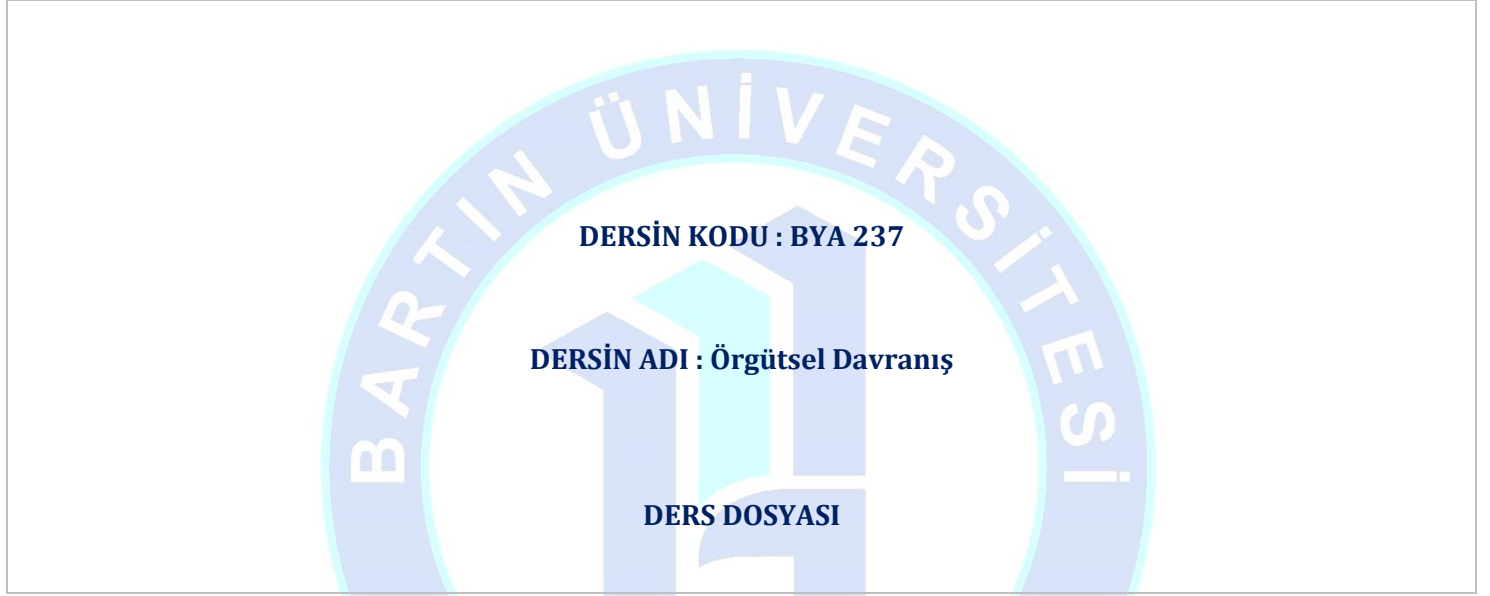 BARTIN ÜNİVERSİTESİ
DERSİN KODU : BYA 237
DERSİN ADI : Örgütsel Davranış
DERS DOSYASI